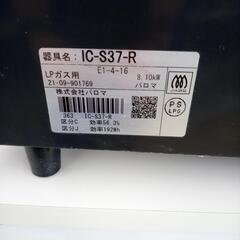 器具名: IC-S37-R
E1-4-16
LPガス用
8.10kW
21-09-901769
パロマ
株式会社パロマ
363 IC-S37-R
区分C 効率56.3%
区分J 効率192Wh
PS
LPG